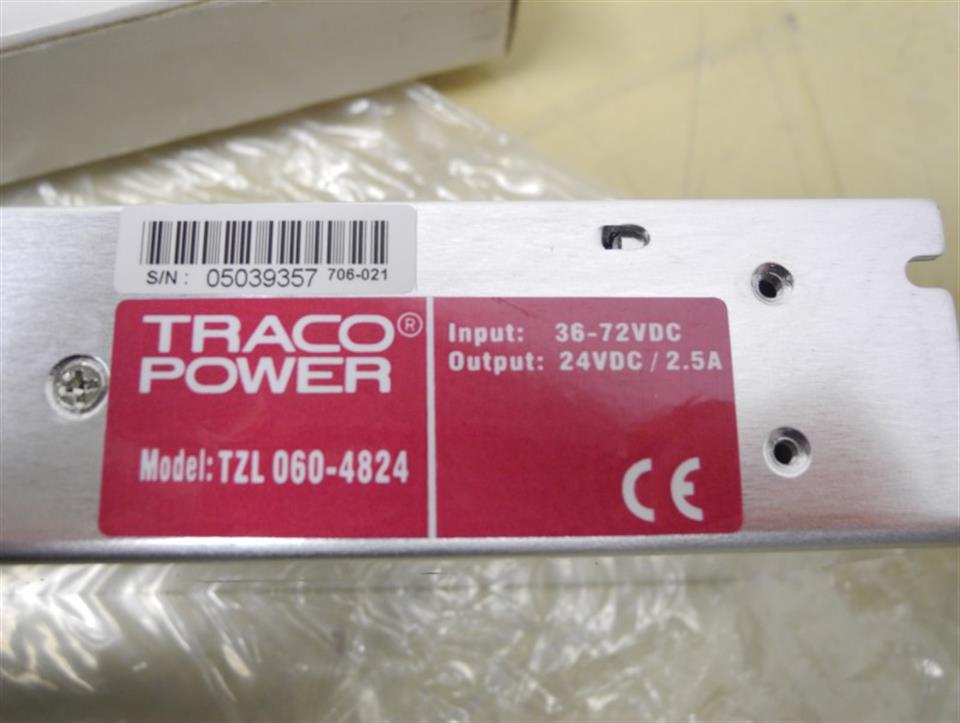 S/N : 05039357 706-021
TRACO®
POWER
Model: TZL 060-4824
Input: 36-72VDC
Output: 24VDC / 2.5A
CE